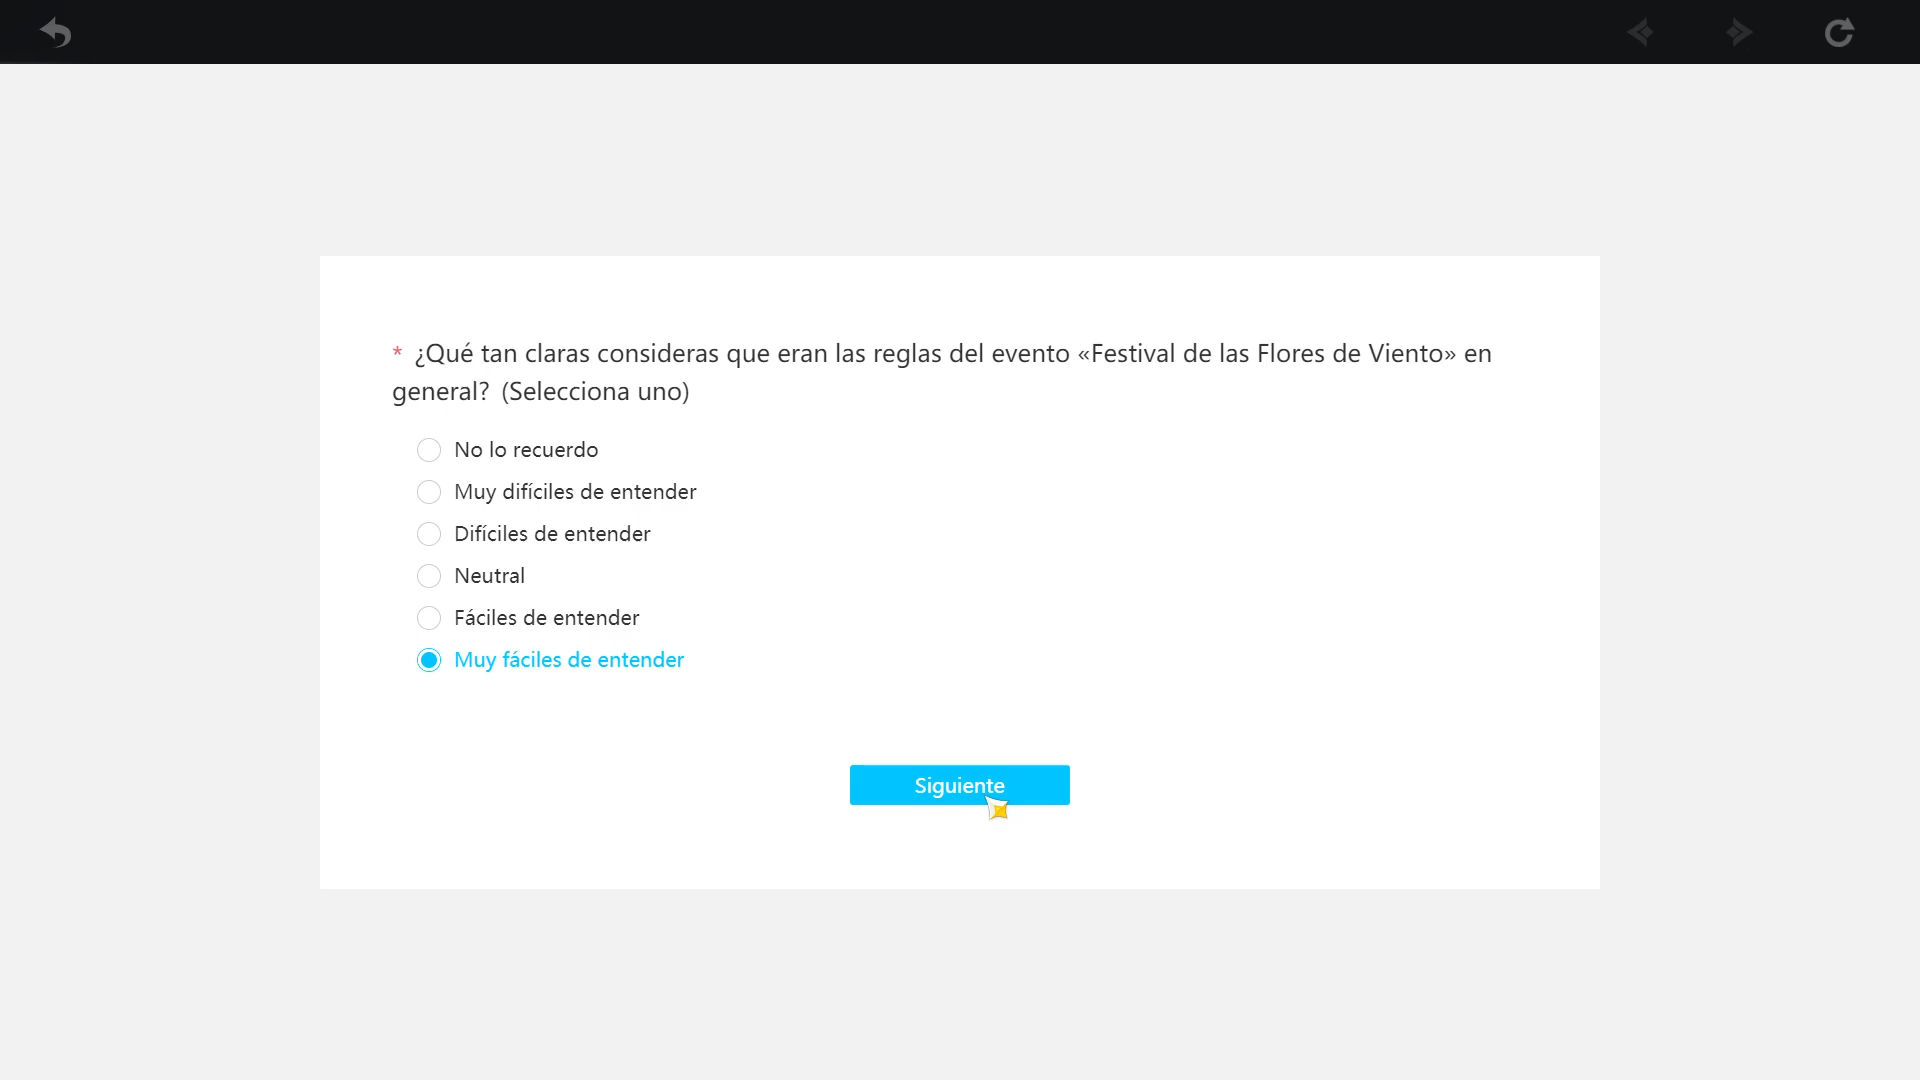 * ¿Qué tan claras consideras que eran las reglas del evento «Festival de las Flores de Viento» en
general? (Selecciona uno)
No lo recuerdo
Muy difíciles de entender
Difíciles de entender
Neutral
Fáciles de entender
Muy fáciles de entender
Siguiente